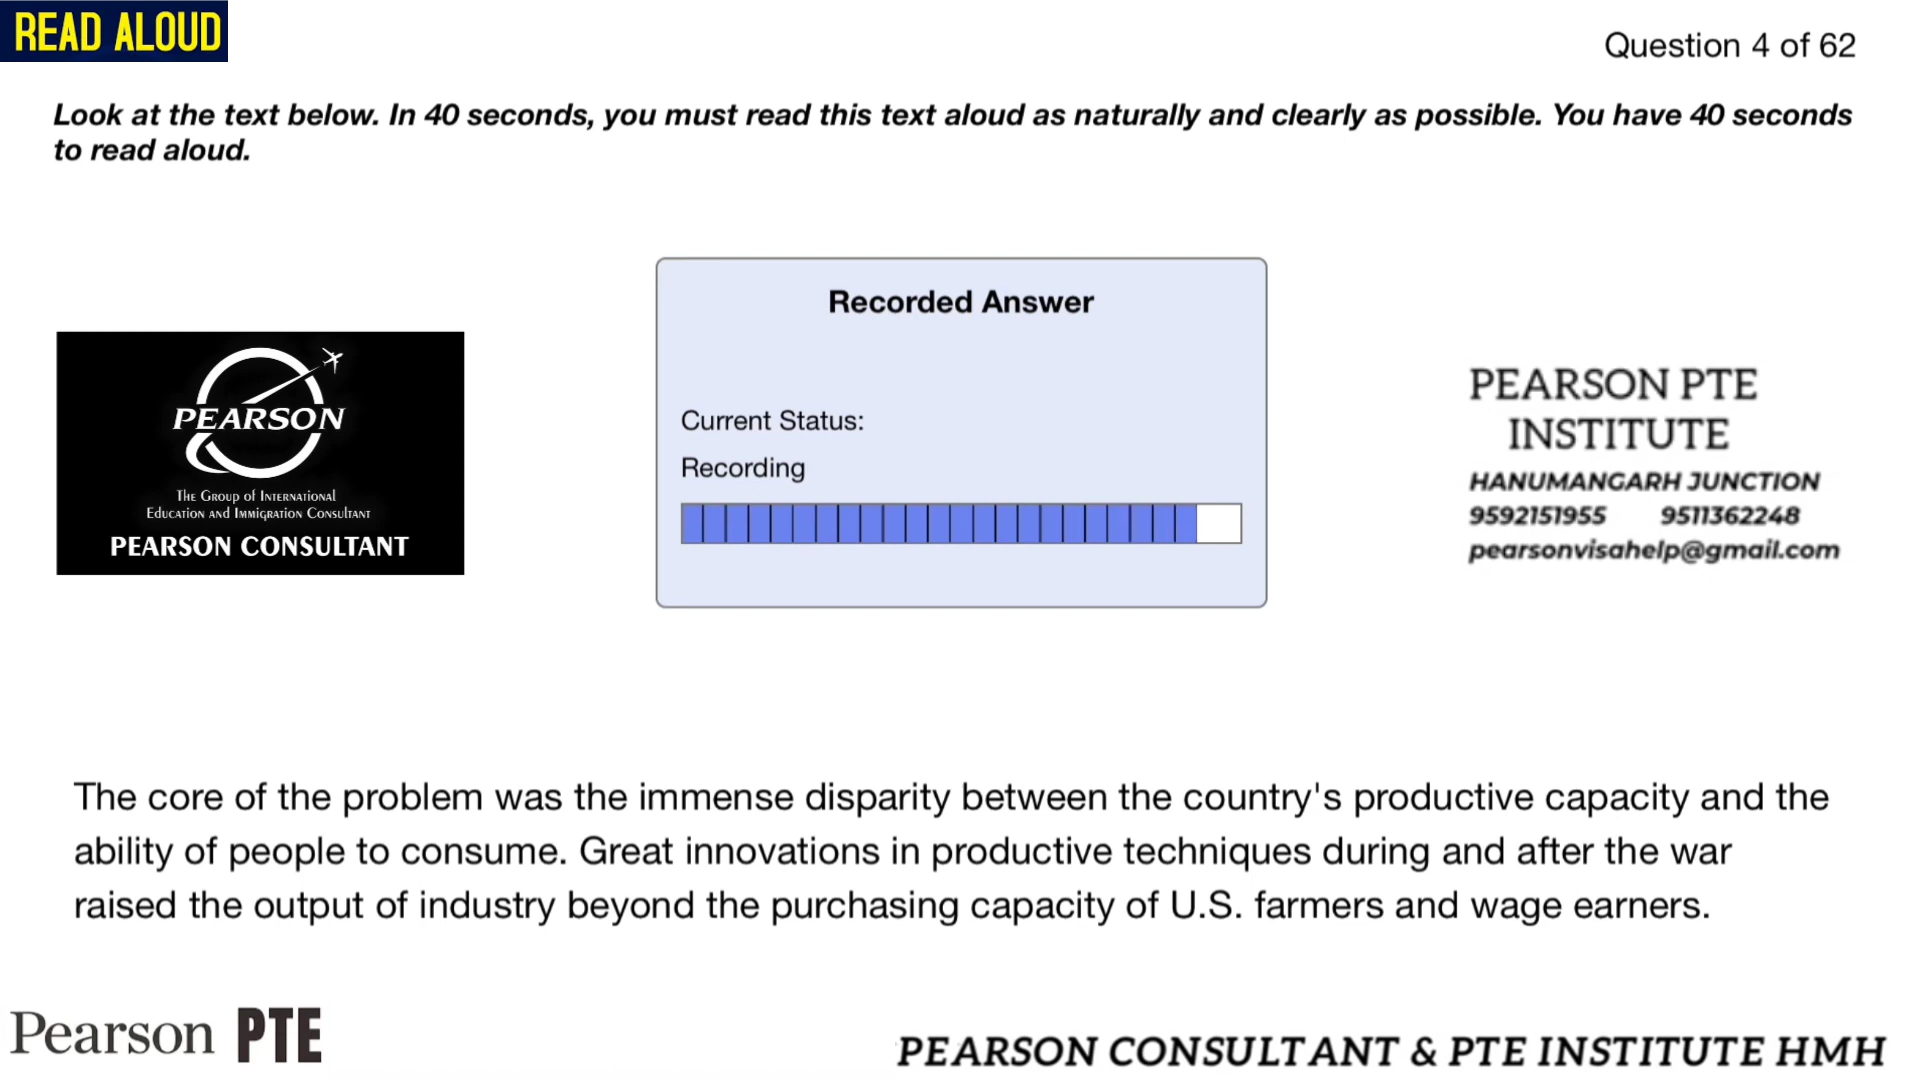 READ ALOUD
Question 4 of 62
Look at the text below. In 40 seconds, you must read this text aloud as naturally and clearly as possible. You have 40 seconds
to read aloud.
Recorded Answer
Current Status:
Recording
PEARSON
The Group of International
Education and Immigration Consultant
PEARSON CONSULTANT
PEARSON PTE
INSTITUTE
HANUMANGARH JUNCTION
9592151955 9511362248
pearsonvisahelp@gmail.com
The core of the problem was the immense disparity between the country's productive capacity and the
ability of people to consume. Great innovations in productive techniques during and after the war
raised the output of industry beyond the purchasing capacity of U.S. farmers and wage earners.
Pearson PTE
PEARSON CONSULTANT & PTE INSTITUTE HMH